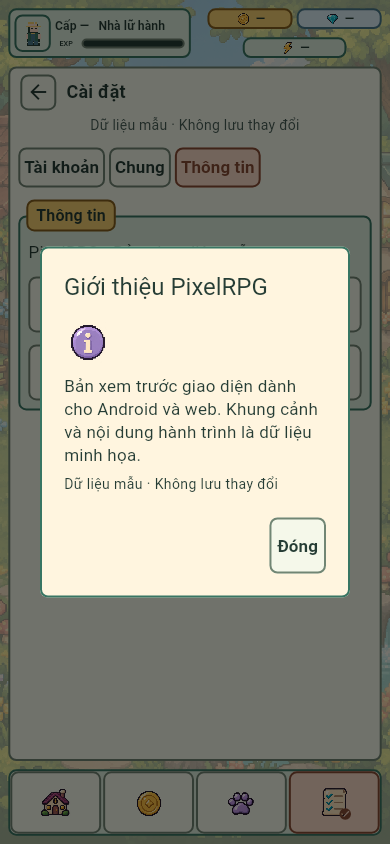 Cấp —
Nhà lữ hành
EXP
—
—
—
Cài đặt
Dữ liệu mẫu · Không lưu thay đổi
Tài khoản
Chung
Thông tin
Thông tin
Giới thiệu PixelRPG
Bản xem trước giao diện dành
cho Android và web. Khung cảnh
và nội dung hành trình là dữ liệu
minh họa.
Dữ liệu mẫu · Không lưu thay đổi
Đóng